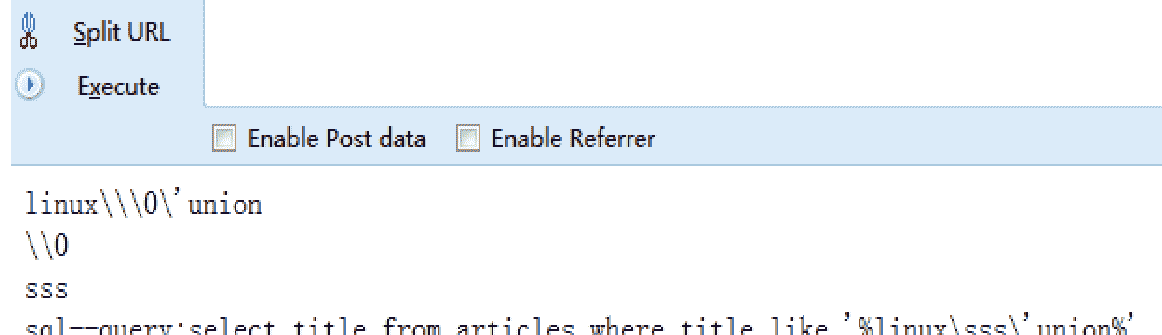 Split URL
Execute
Enable Post data Enable Referrer
linux\\\0\'union
\\0
sss
sql--query:select title from articles where title like '%linux\sss\'union%'